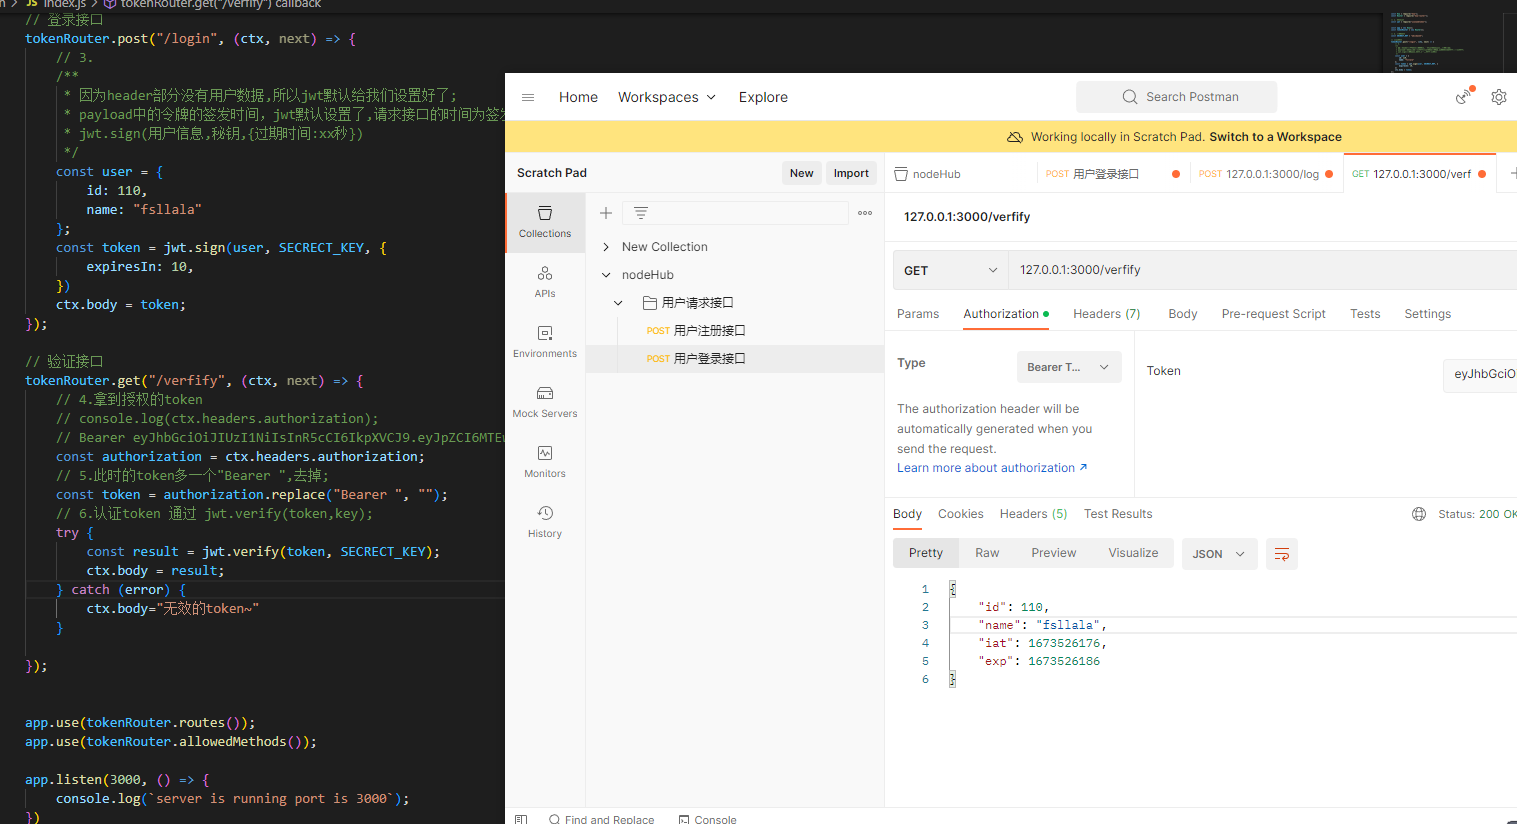 index.js > tokenRouter.get("/verfify") callback
// 登录接口
tokenRouter.post("/login", (ctx, next) => {
// 3.
/**
* 因为header部分没有用户数据,所以jwt默认给我们设置好了;
* payload中的令牌的签发时间, jwt默认设置了,请求接口的时间为签发
* jwt.sign(用户信息,秘钥,{过期时间:xx秒})
*/
const user = {
id: 110,
name: "fsllala"
};
const token = jwt.sign(user, SECRECT_KEY, {
expiresIn: 10,
})
ctx.body = token;
});
// 验证接口
tokenRouter.get("/verfify", (ctx, next) => {
// 4.拿到授权的token
// console.log(ctx.headers.authorization);
// Bearer eyJhbGciOiJIUzI1NiIsInR5cCI6IkpXVCJ9.eyJpZCI6MTEw
const authorization = ctx.headers.authorization;
// 5.此时的token多一个"Bearer ",去掉;
const token = authorization.replace("Bearer ", "");
// 6.认证token 通过 jwt.verify(token,key);
try {
const result = jwt.verify(token, SECRECT_KEY);
ctx.body = result;
} catch (error) {
ctx.body="无效的token~"
}
});
app.use(tokenRouter.routes());
app.use(tokenRouter.allowedMethods());
app.listen(3000, () => {
console.log(`server is running port is 3000`);
})
Home Workspaces Explore Search Postman
Working locally in Scratch Pad. Switch to a Workspace
Scratch Pad New Import
Collections
APIs
Environments
Mock Servers
Monitors
History
New Collection
nodeHub
用户请求接口
POST 用户注册接口
POST 用户登录接口
nodeHub POST 用户登录接口 POST 127.0.0.1:3000/log GET 127.0.0.1:3000/verf
127.0.0.1:3000/verfify
GET 127.0.0.1:3000/verfify
Params Authorization Headers (7) Body Pre-request Script Tests Settings
Type Bearer T...
Token eyJhbGciO
The authorization header will be
automatically generated when you
send the request.
Learn more about authorization ↗
Body Cookies Headers (5) Test Results Status: 200 OK
Pretty Raw Preview Visualize JSON
1 {
2 "id": 110,
3 "name": "fsllala",
4 "iat": 1673526176,
5 "exp": 1673526186
6 }
Find and Replace Console